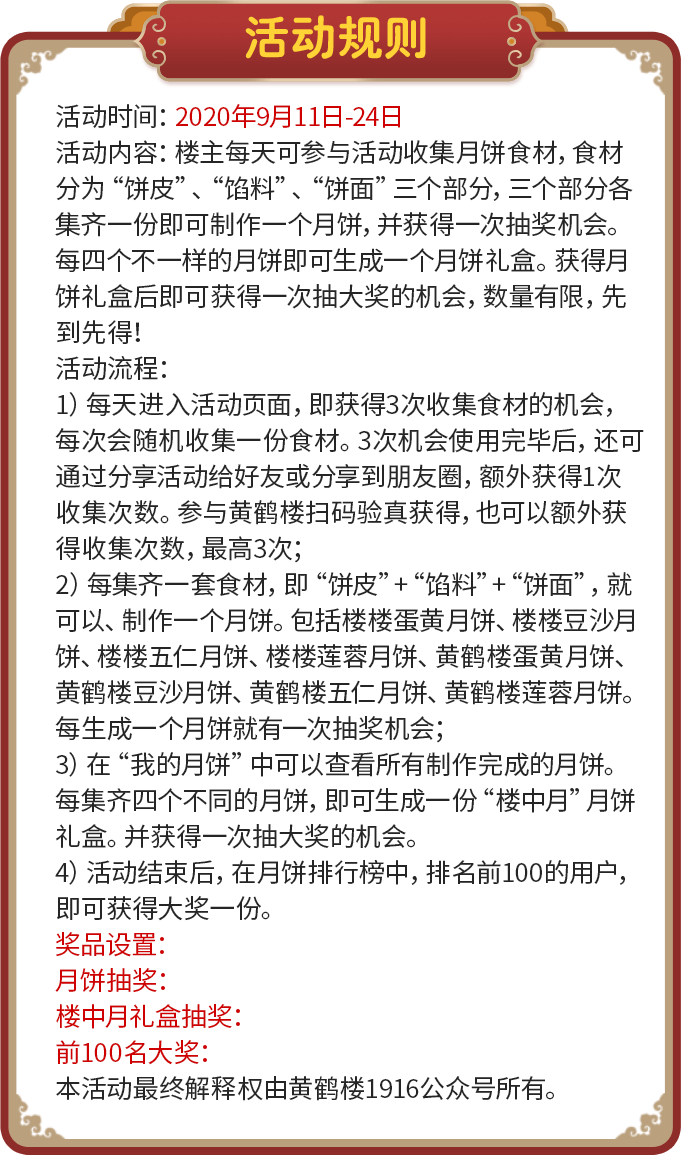 活动规则
活动时间：2020年9月11日-24日
活动内容：楼主每天可参与活动收集月饼食材，食材
分为“饼皮”、“馅料”、“饼面”三个部分，三个部分各
集齐一份即可制作一个月饼，并获得一次抽奖机会。
每四个不一样的月饼即可生成一个月饼礼盒。获得月
饼礼盒后即可获得一次抽大奖的机会，数量有限，先
到先得！
活动流程：
1）每天进入活动页面，即获得3次收集食材的机会，
每次会随机收集一份食材。3次机会使用完毕后，还可
通过分享活动给好友或分享到朋友圈，额外获得1次
收集次数。参与黄鹤楼扫码验真获得，也可以额外获
得收集次数，最高3次；
2）每集齐一套食材，即“饼皮”+“馅料”+“饼面”，就
可以、制作一个月饼。包括楼楼蛋黄月饼、楼楼豆沙月
饼、楼楼五仁月饼、楼楼莲蓉月饼、黄鹤楼蛋黄月饼、
黄鹤楼豆沙月饼、黄鹤楼五仁月饼、黄鹤楼莲蓉月饼。
每生成一个月饼就有一次抽奖机会；
3）在“我的月饼”中可以查看所有制作完成的月饼。
每集齐四个不同的月饼，即可生成一份“楼中月”月饼
礼盒。并获得一次抽大奖的机会。
4）活动结束后，在月饼排行榜中，排名前100的用户，
即可获得大奖一份。
奖品设置：
月饼抽奖：
楼中月礼盒抽奖：
前100名大奖：
本活动最终解释权由黄鹤楼1916公众号所有。